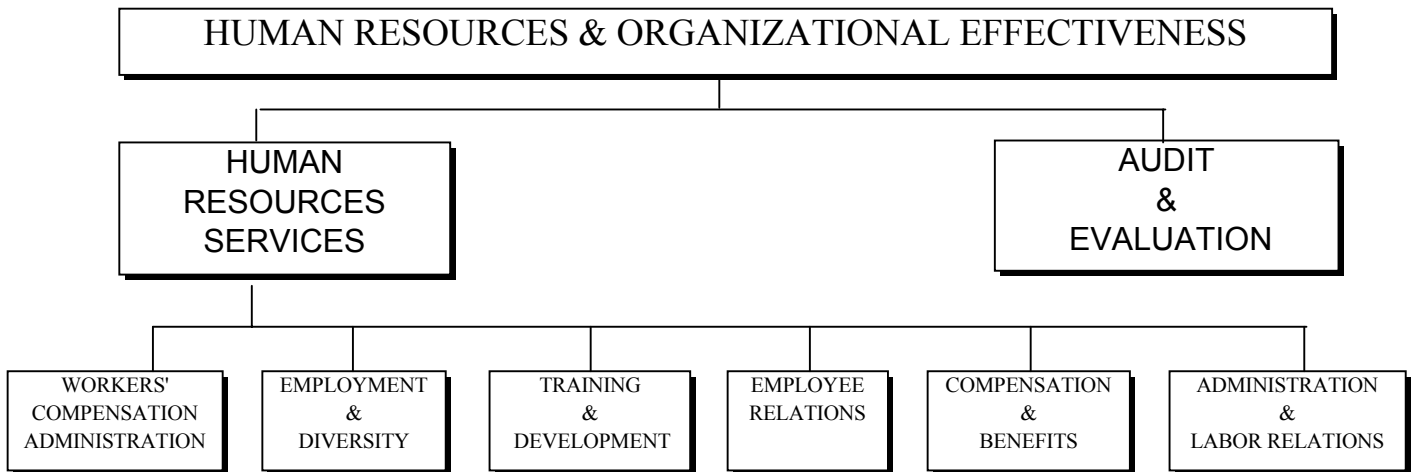 HUMAN RESOURCES & ORGANIZATIONAL EFFECTIVENESS
HUMAN
RESOURCES
SERVICES
AUDIT
&
EVALUATION
WORKERS'
COMPENSATION
ADMINISTRATION
EMPLOYMENT
&
DIVERSITY
TRAINING
&
DEVELOPMENT
EMPLOYEE
RELATIONS
COMPENSATION
&
BENEFITS
ADMINISTRATION
&
LABOR RELATIONS